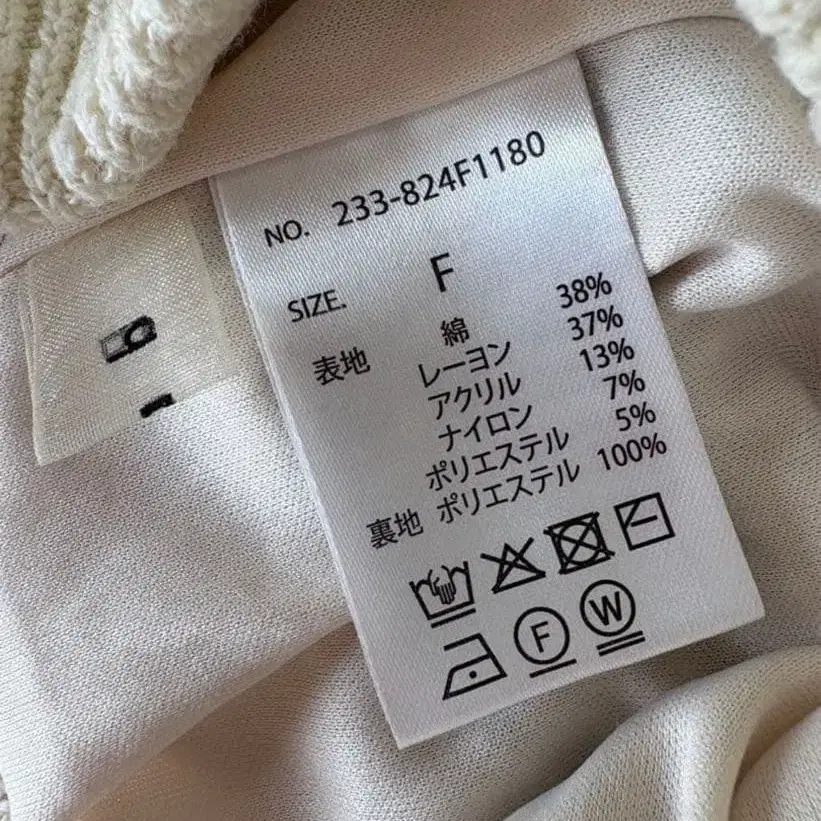 NO. 233-824F1180
SIZE. F
表地 綿 38%
レーヨン 37%
アクリル 13%
ナイロン 7%
ポリエステル 5%
裏地 ポリエステル 100%
F W